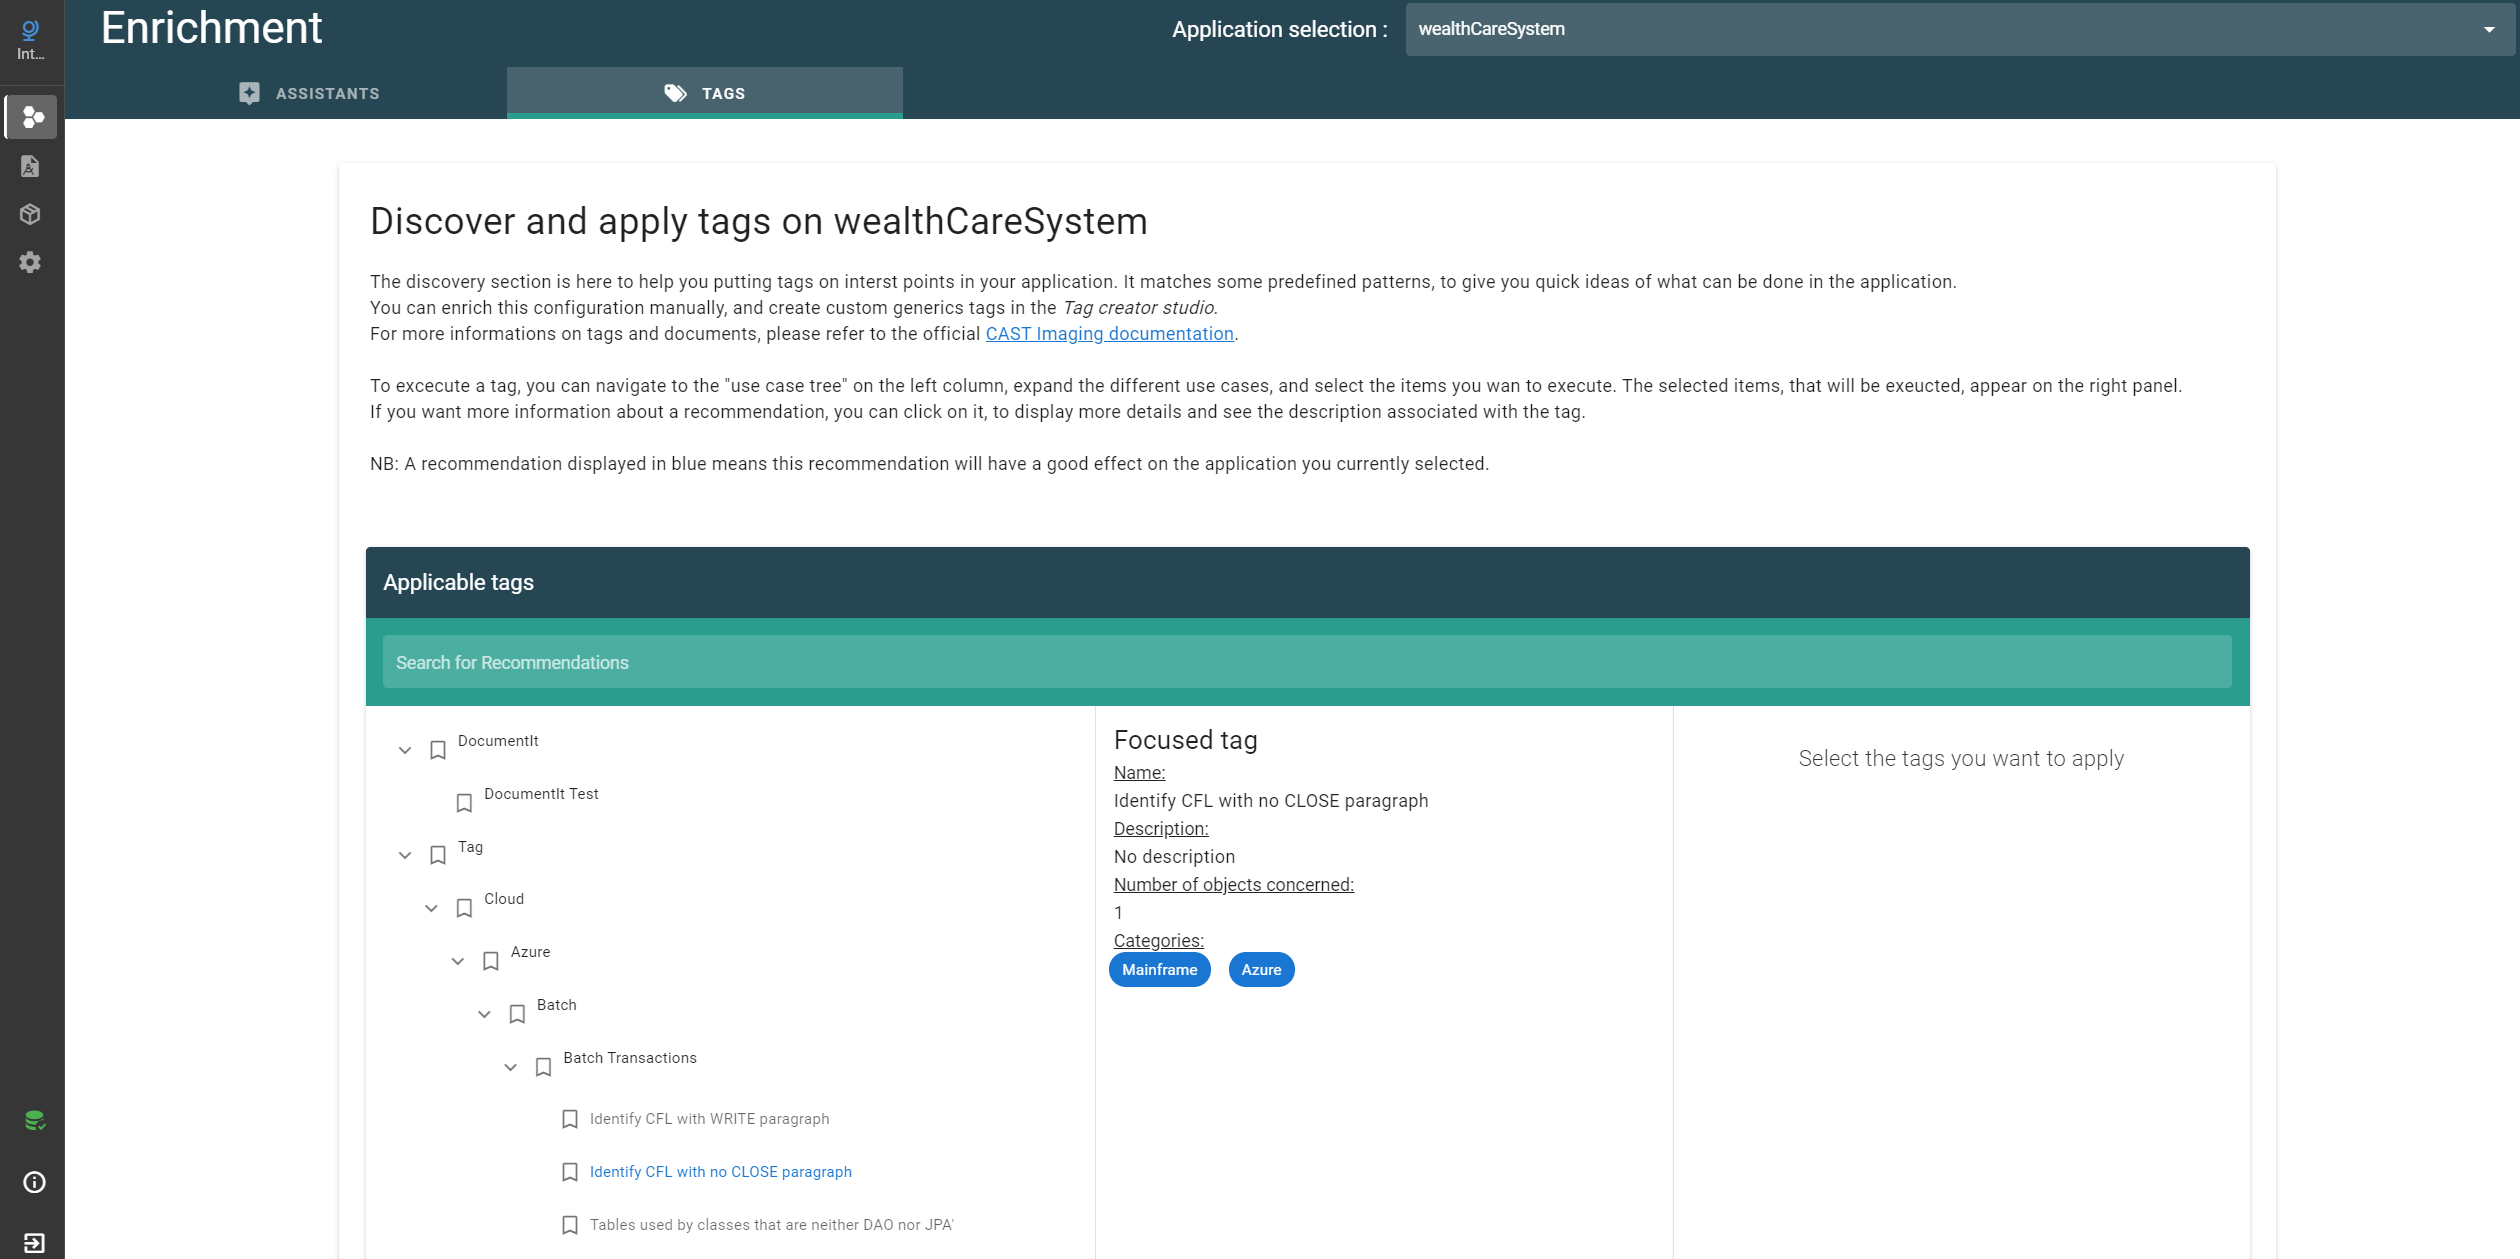 Enrichment
Application selection :
wealthCareSystem
Int...
ASSISTANTS
TAGS
Discover and apply tags on wealthCareSystem
The discovery section is here to help you putting tags on interst points in your application. It matches some predefined patterns, to give you quick ideas of what can be done in the application.
You can enrich this configuration manually, and create custom generics tags in the Tag creator studio.
For more informations on tags and documents, please refer to the official CAST Imaging documentation.
To excecute a tag, you can navigate to the "use case tree" on the left column, expand the different use cases, and select the items you wan to execute. The selected items, that will be exeucted, appear on the right panel.
If you want more information about a recommendation, you can click on it, to display more details and see the description associated with the tag.
NB: A recommendation displayed in blue means this recommendation will have a good effect on the application you currently selected.
Applicable tags
Search for Recommendations
DocumentIt
DocumentIt Test
Tag
Cloud
Azure
Batch
Batch Transactions
Identify CFL with WRITE paragraph
Identify CFL with no CLOSE paragraph
Tables used by classes that are neither DAO nor JPA'
Focused tag
Name:
Identify CFL with no CLOSE paragraph
Description:
No description
Number of objects concerned:
1
Categories:
Mainframe
Azure
Select the tags you want to apply